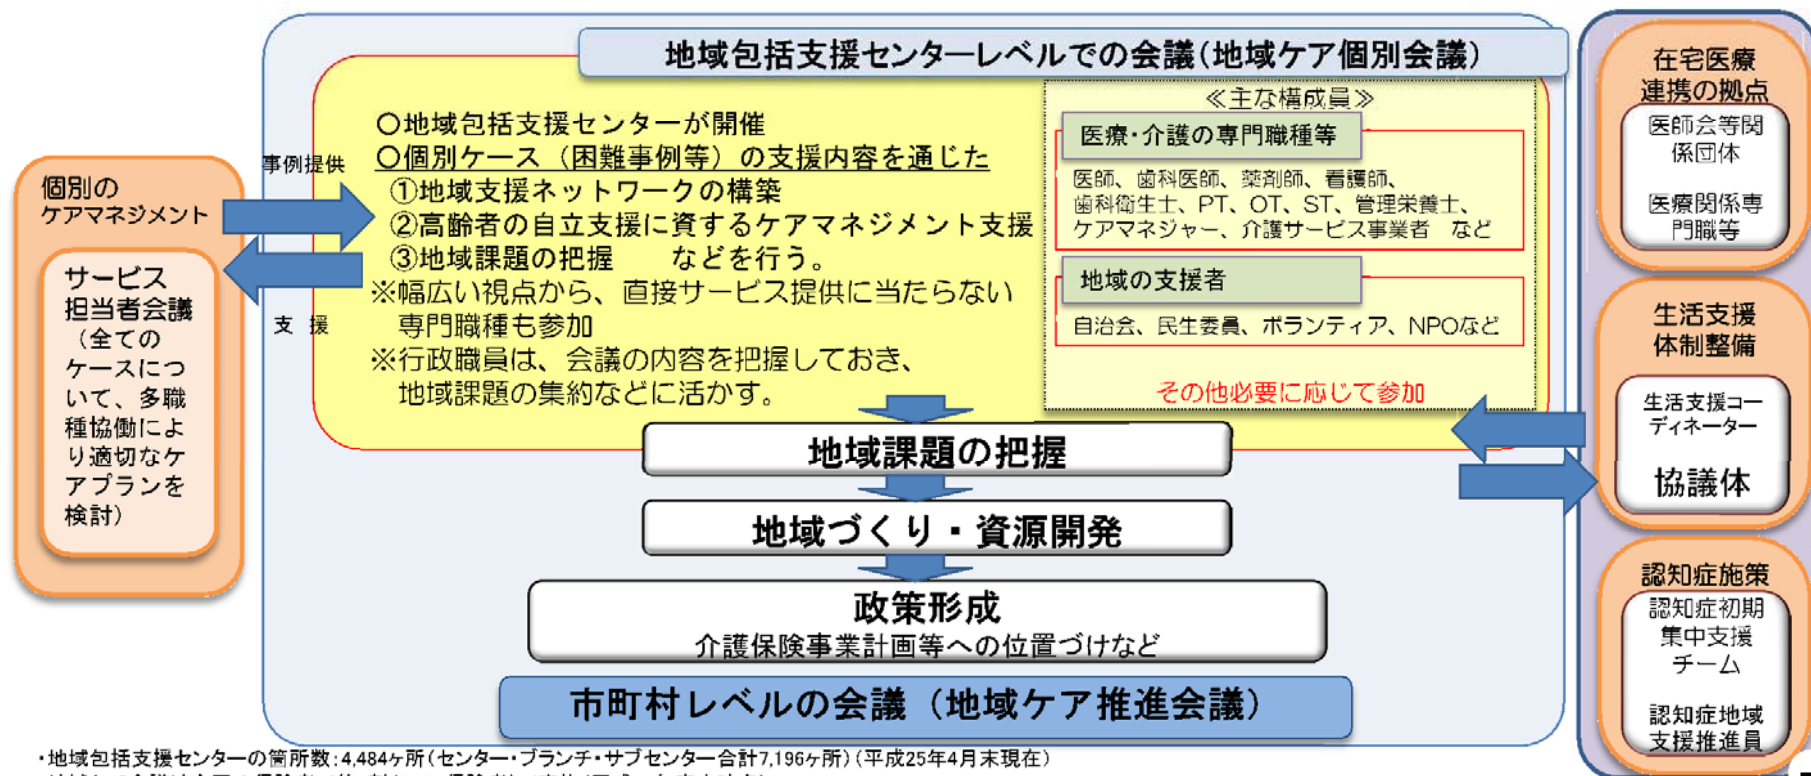 地域包括支援センターレベルでの会議(地域ケア個別会議)
○地域包括支援センターが開催
○個別ケース（困難事例等）の支援内容を通じた
①地域支援ネットワークの構築
②高齢者の自立支援に資するケアマネジメント支援
③地域課題の把握　　などを行う。
※幅広い視点から、直接サービス提供に当たらない
専門職種も参加
※行政職員は、会議の内容を把握しておき、
地域課題の集約などに活かす。
≪主な構成員≫
医療・介護の専門職種等
医師、歯科医師、薬剤師、看護師、
歯科衛生士、PT、OT、ST、管理栄養士、
ケアマネジャー、介護サービス事業者　など
地域の支援者
自治会、民生委員、ボランティア、NPOなど
その他必要に応じて参加
事例提供
支 援
個別の
ケアマネジメント
サービス
担当者会議
（全ての
ケースにつ
いて、多職
種協働によ
り適切なケ
アプランを
検討）
地域課題の把握
地域づくり・資源開発
政策形成
介護保険事業計画等への位置づけなど
市町村レベルの会議（地域ケア推進会議）
在宅医療
連携の拠点
医師会等関
係団体
医療関係専
門職等
生活支援
体制整備
生活支援コー
ディネーター
協議体
認知症施策
認知症初期
集中支援
チーム
認知症地域
支援推進員
・地域包括支援センターの箇所数：4,484ヶ所（センター・ブランチ・サブセンター合計7,196ヶ所）（平成25年4月末現在）